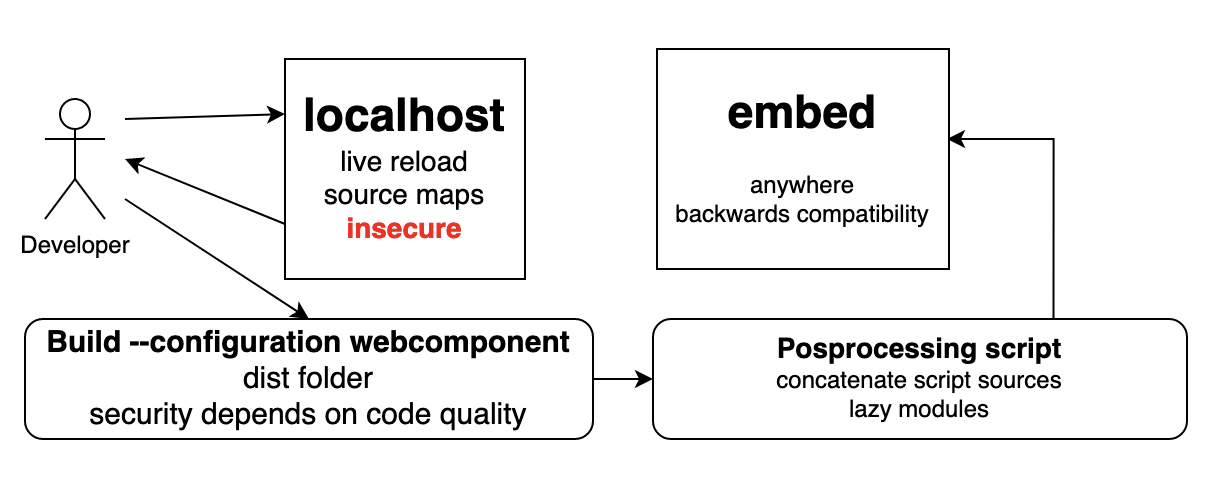 Developer
localhost
live reload
source maps
insecure
embed
anywhere
backwards compatibility
Build --configuration webcomponent
dist folder
security depends on code quality
Posprocessing script
concatenate script sources
lazy modules